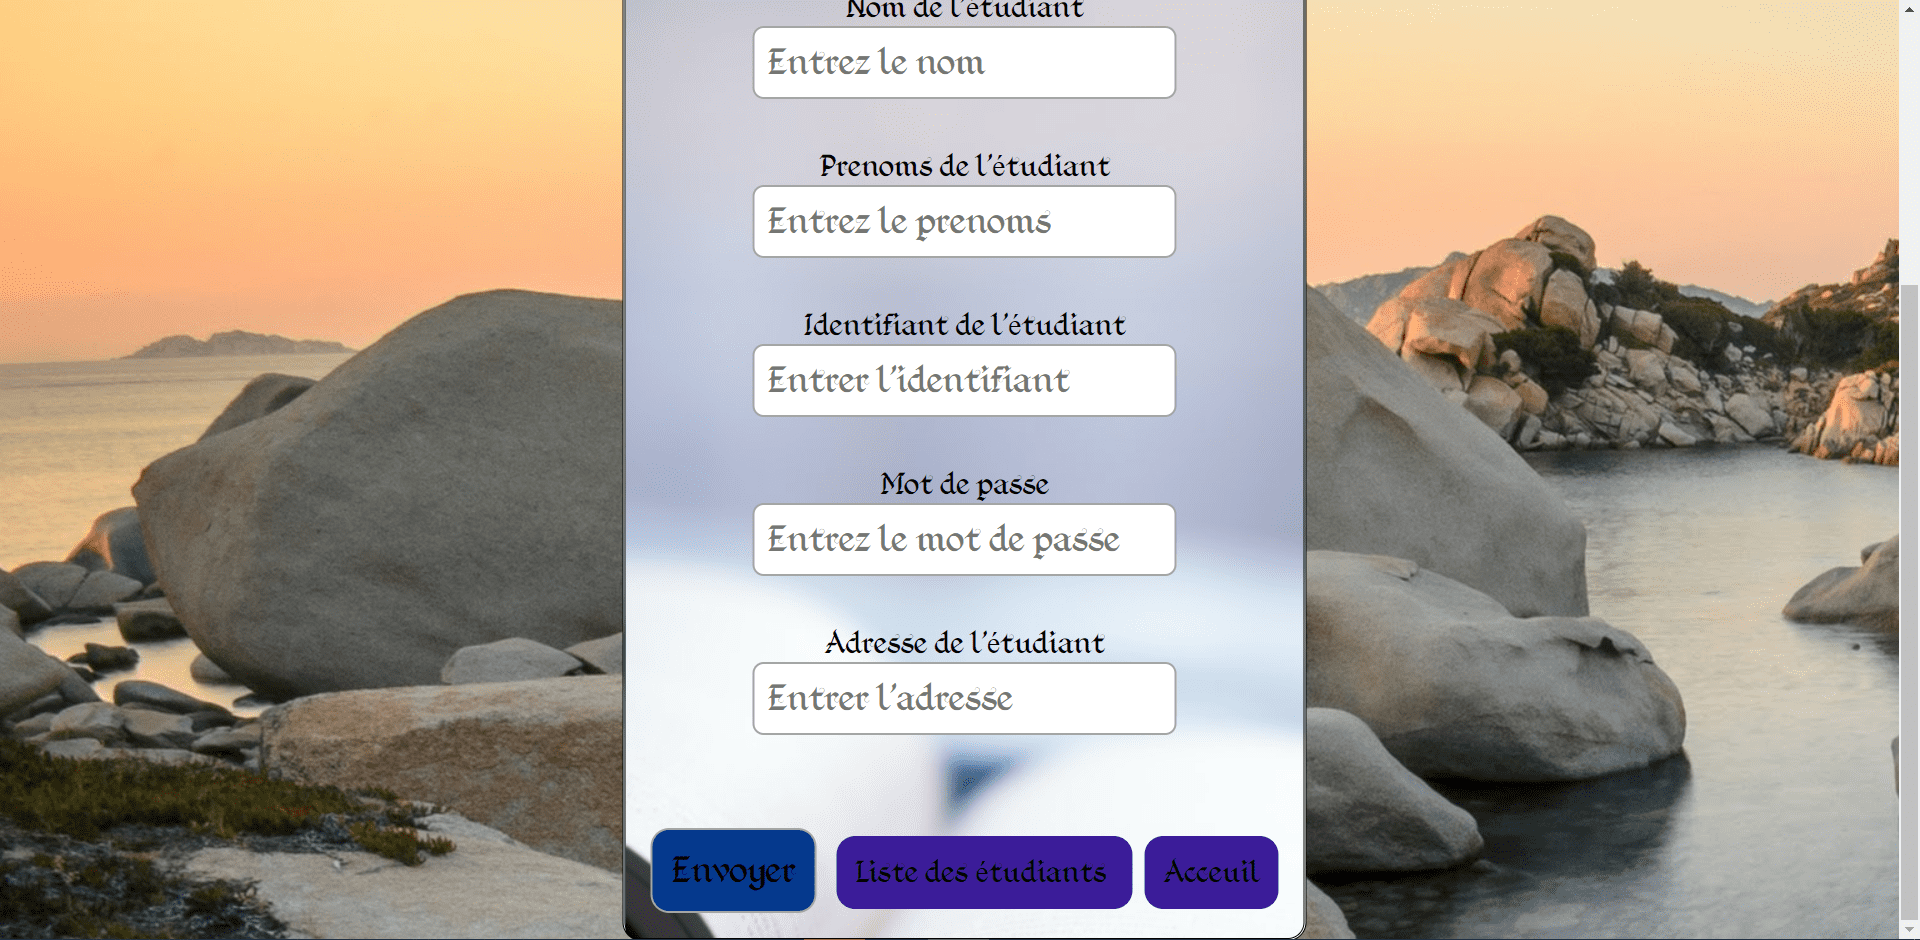 Nom de l'étudiant
Entrez le nom
Prenoms de l'étudiant
Entrez le prenoms
Identifiant de l'étudiant
Entrer l'identifiant
Mot de passe
Entrez le mot de passe
Adresse de l'étudiant
Entrer l'adresse
Envoyer
Liste des étudiants
Acceuil